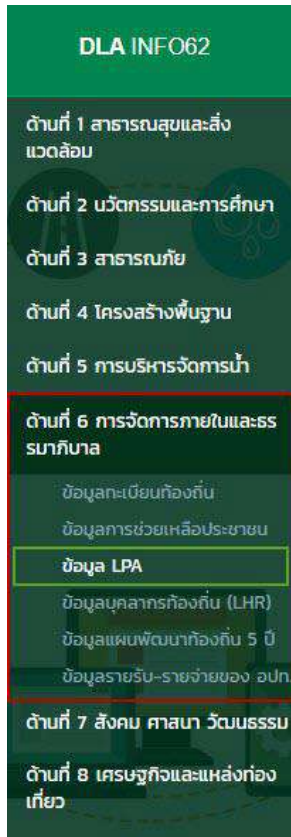 DLA INFO62
ด้านที่ 1 สาธารณสุขและสิ่ง
แวดล้อม
ด้านที่ 2 นวัตกรรมและการศึกษา
ด้านที่ 3 สาธารณภัย
ด้านที่ 4 โครงสร้างพื้นฐาน
ด้านที่ 5 การบริหารจัดการน้ำ
ด้านที่ 6 การจัดการภายในและธร
รมาภิบาล
ข้อมูลทะเบียนท้องถิ่น
ข้อมูลการช่วยเหลือประชาชน
ข้อมูล LPA
ข้อมูลบุคลากรท้องถิ่น (LHR)
ข้อมูลแผนพัฒนาท้องถิ่น 5 ปี
ข้อมูลรายรับ-รายจ่ายของ อปท.
ด้านที่ 7 สังคม ศาสนา วัฒนธรรม
ด้านที่ 8 เศรษฐกิจและแหล่งท่อง
เที่ยว